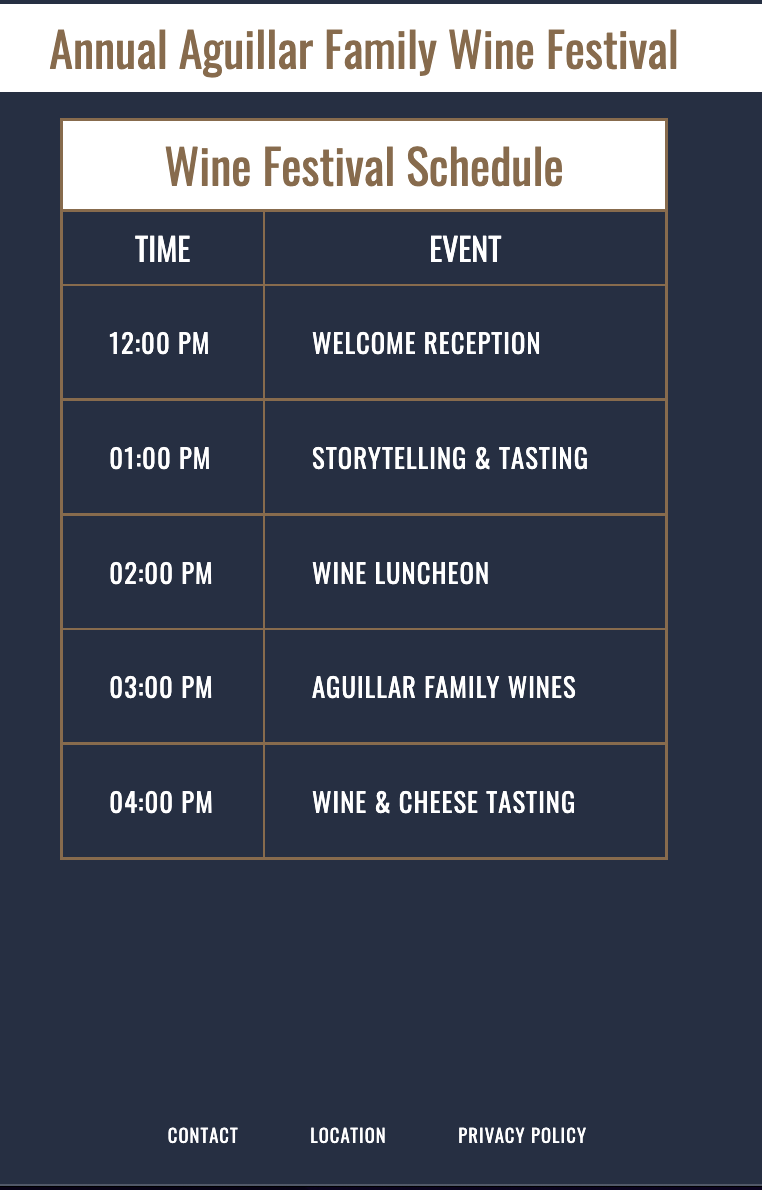 Annual Aguillar Family Wine Festival
Wine Festival Schedule
TIME EVENT
12:00 PM WELCOME RECEPTION
01:00 PM STORYTELLING & TASTING
02:00 PM WINE LUNCHEON
03:00 PM AGUILLAR FAMILY WINES
04:00 PM WINE & CHEESE TASTING
CONTACT LOCATION PRIVACY POLICY